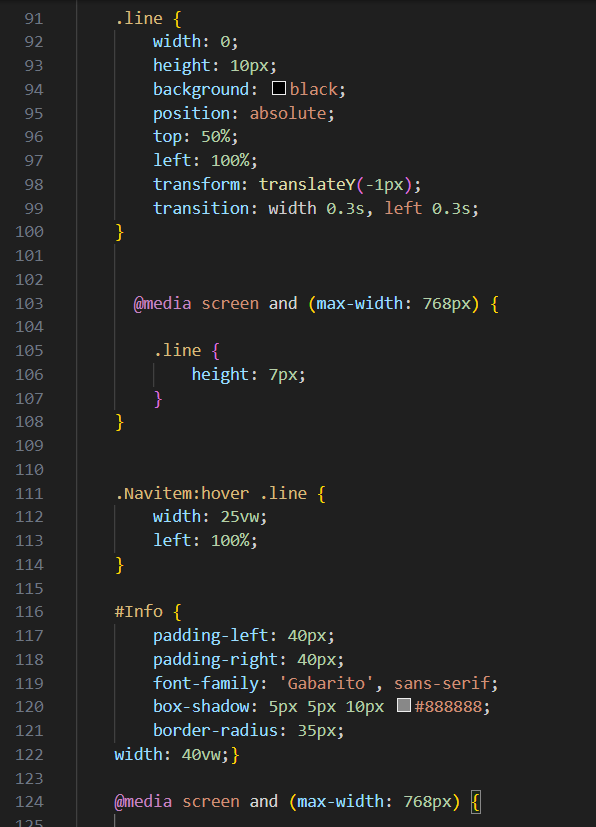 91 .line {
92 width: 0;
93 height: 10px;
94 background: black;
95 position: absolute;
96 top: 50%;
97 left: 100%;
98 transform: translateY(-1px);
99 transition: width 0.3s, left 0.3s;
100 }
101
102
103 @media screen and (max-width: 768px) {
104
105 .line {
106 height: 7px;
107 }
108 }
109
110
111 .Navitem:hover .line {
112 width: 25vw;
113 left: 100%;
114 }
115
116 #Info {
117 padding-left: 40px;
118 padding-right: 40px;
119 font-family: 'Gabarito', sans-serif;
120 box-shadow: 5px 5px 10px #888888;
121 border-radius: 35px;
122 width: 40vw;}
123
124 @media screen and (max-width: 768px) {
125